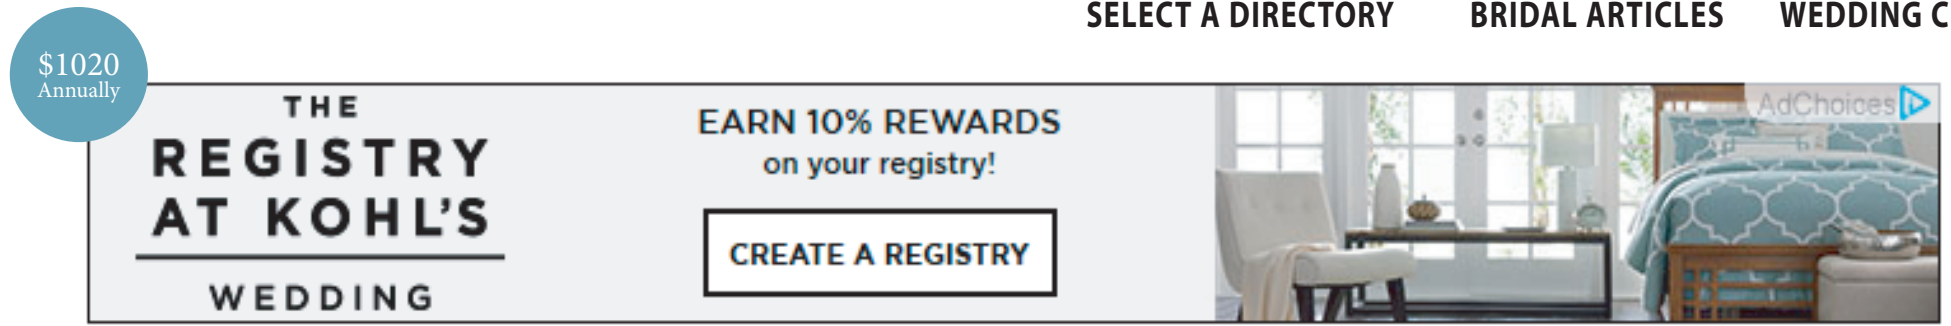 SELECT A DIRECTORY BRIDAL ARTICLES WEDDING C
$1020
Annually
THE
REGISTRY
AT KOHL'S
WEDDING
EARN 10% REWARDS
on your registry!
CREATE A REGISTRY
AdChoices